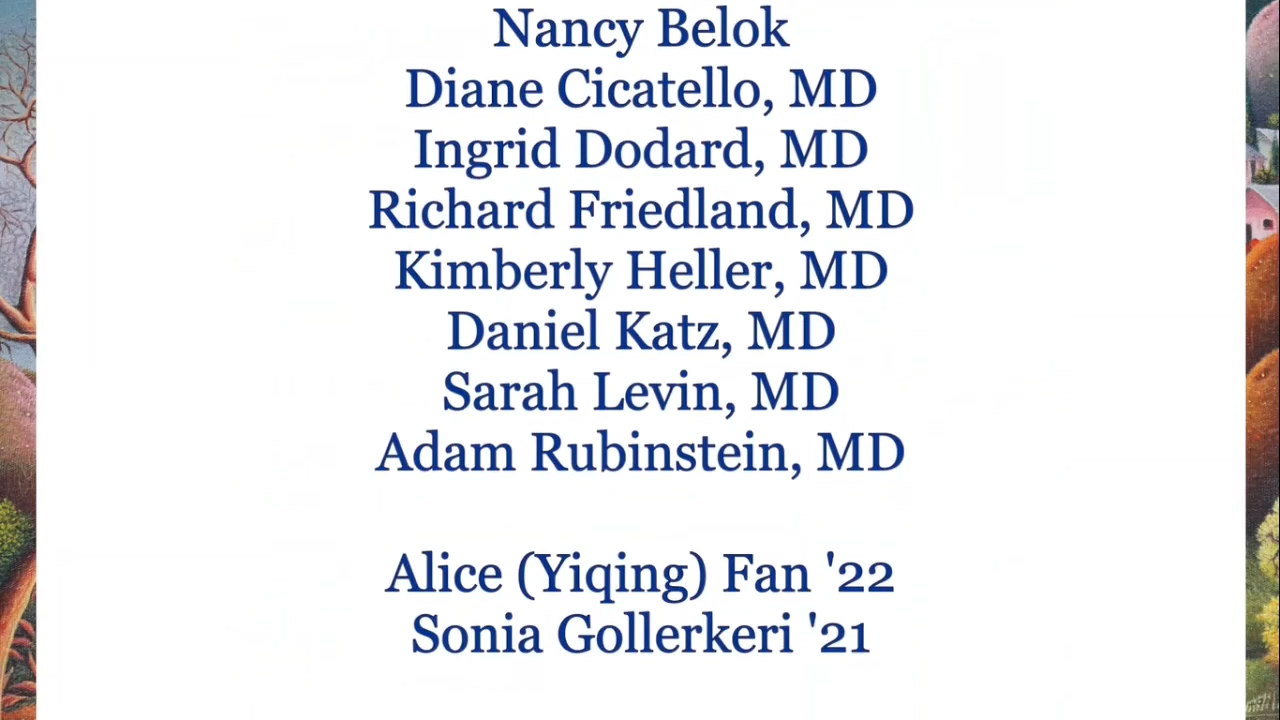 Nancy Belok
Diane Cicatello, MD
Ingrid Dodard, MD
Richard Friedland, MD
Kimberly Heller, MD
Daniel Katz, MD
Sarah Levin, MD
Adam Rubinstein, MD
Alice (Yiqing) Fan '22
Sonia Gollerkeri '21